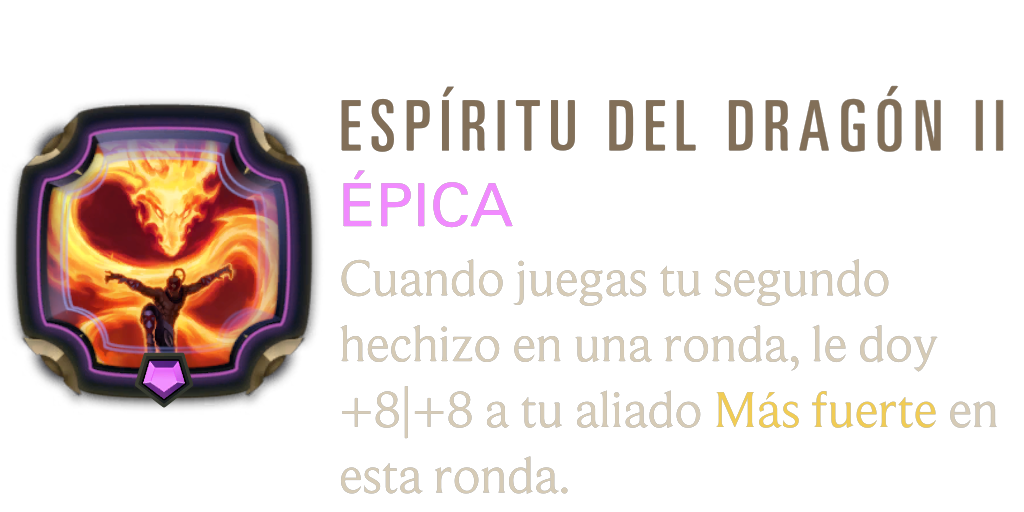 ESPÍRITU DEL DRAGÓN II
ÉPICA
Cuando juegas tu segundo
hechizo en una ronda, le doy
+8|+8 a tu aliado Más fuerte en
esta ronda.